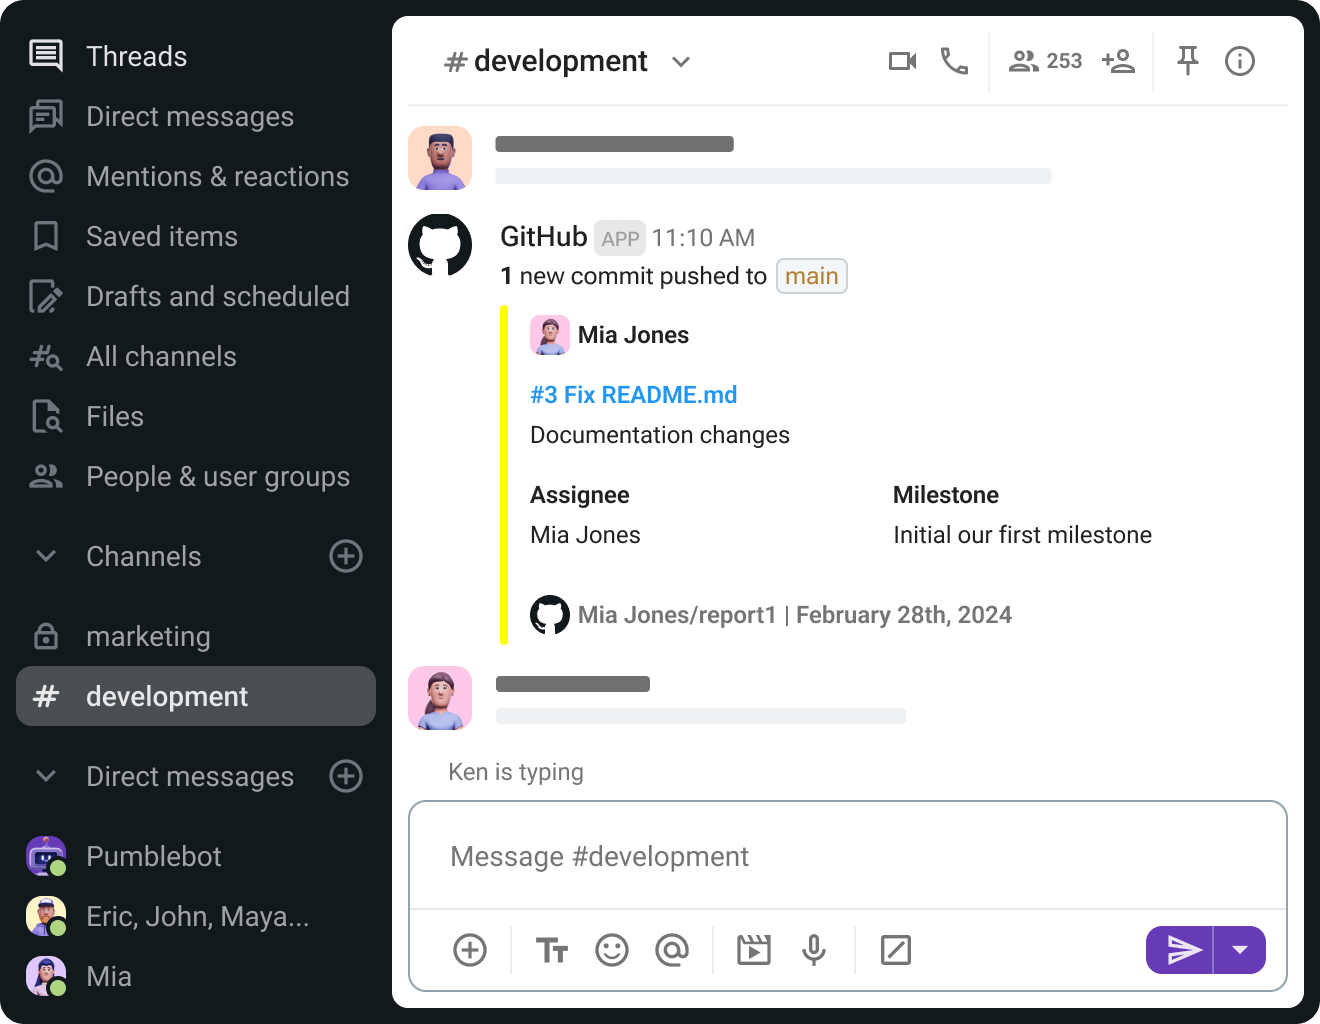 Threads
Direct messages
Mentions & reactions
Saved items
Drafts and scheduled
All channels
Files
People & user groups
Channels
marketing
# development
Direct messages
Pumblebot
Eric, John, Maya...
Mia
# development
253
GitHub APP 11:10 AM
1 new commit pushed to main
Mia Jones
#3 Fix README.md
Documentation changes
Assignee Milestone
Mia Jones Initial our first milestone
Mia Jones/report1 | February 28th, 2024
Ken is typing
Message #development